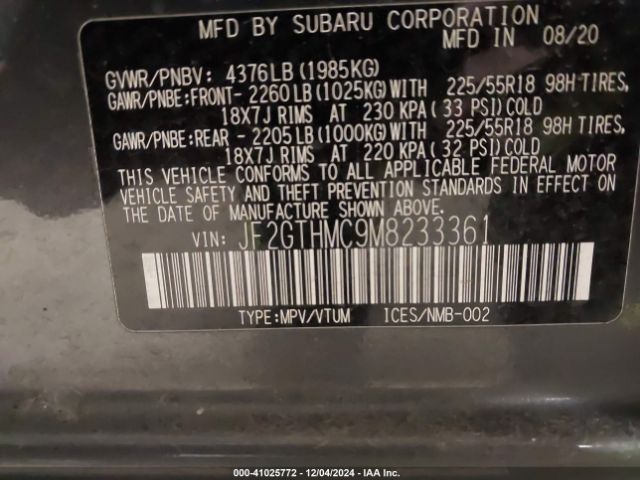 MFD BY SUBARU CORPORATION
MFD IN 08/20
GVWR/PNBV: 4376LB(1985KG)
GAWR/PNBE:FRONT- 2260LB(1025KG)WITH 225/55R18 98H TIRES,
18X7J RIMS AT 230 KPA(33 PSI)COLD
GAWR/PNBE:REAR - 2205LB(1000KG)WITH 225/55R18 98H TIRES,
18X7J RIMS AT 220 KPA(32 PSI)COLD
THIS VEHICLE CONFORMS TO ALL APPLICABLE FEDERAL MOTOR
VEHICLE SAFETY AND THEFT PREVENTION STANDARDS IN EFFECT ON
THE DATE OF MANUFACTURE SHOWN ABOVE.
VIN: JF2GTHMC9M8233361
TYPE:MPV/VTUM ICES/NMB-002
000-41025772 - 12/04/2024 - IAA Inc.